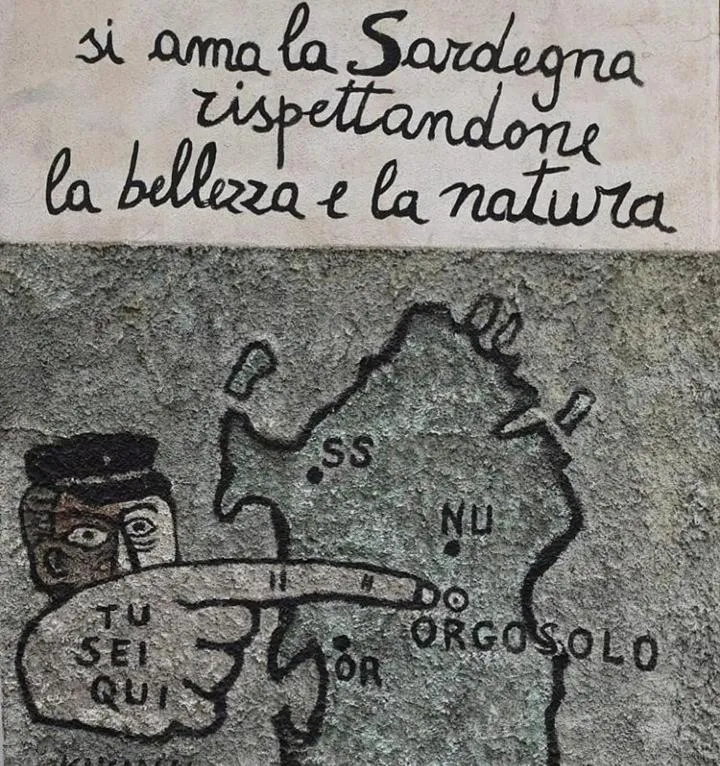 si ama la Sardegna
rispettandone
la bellezza e la natura
SS
NU
ORGOSOLO
OR
TU
SEI
QUI